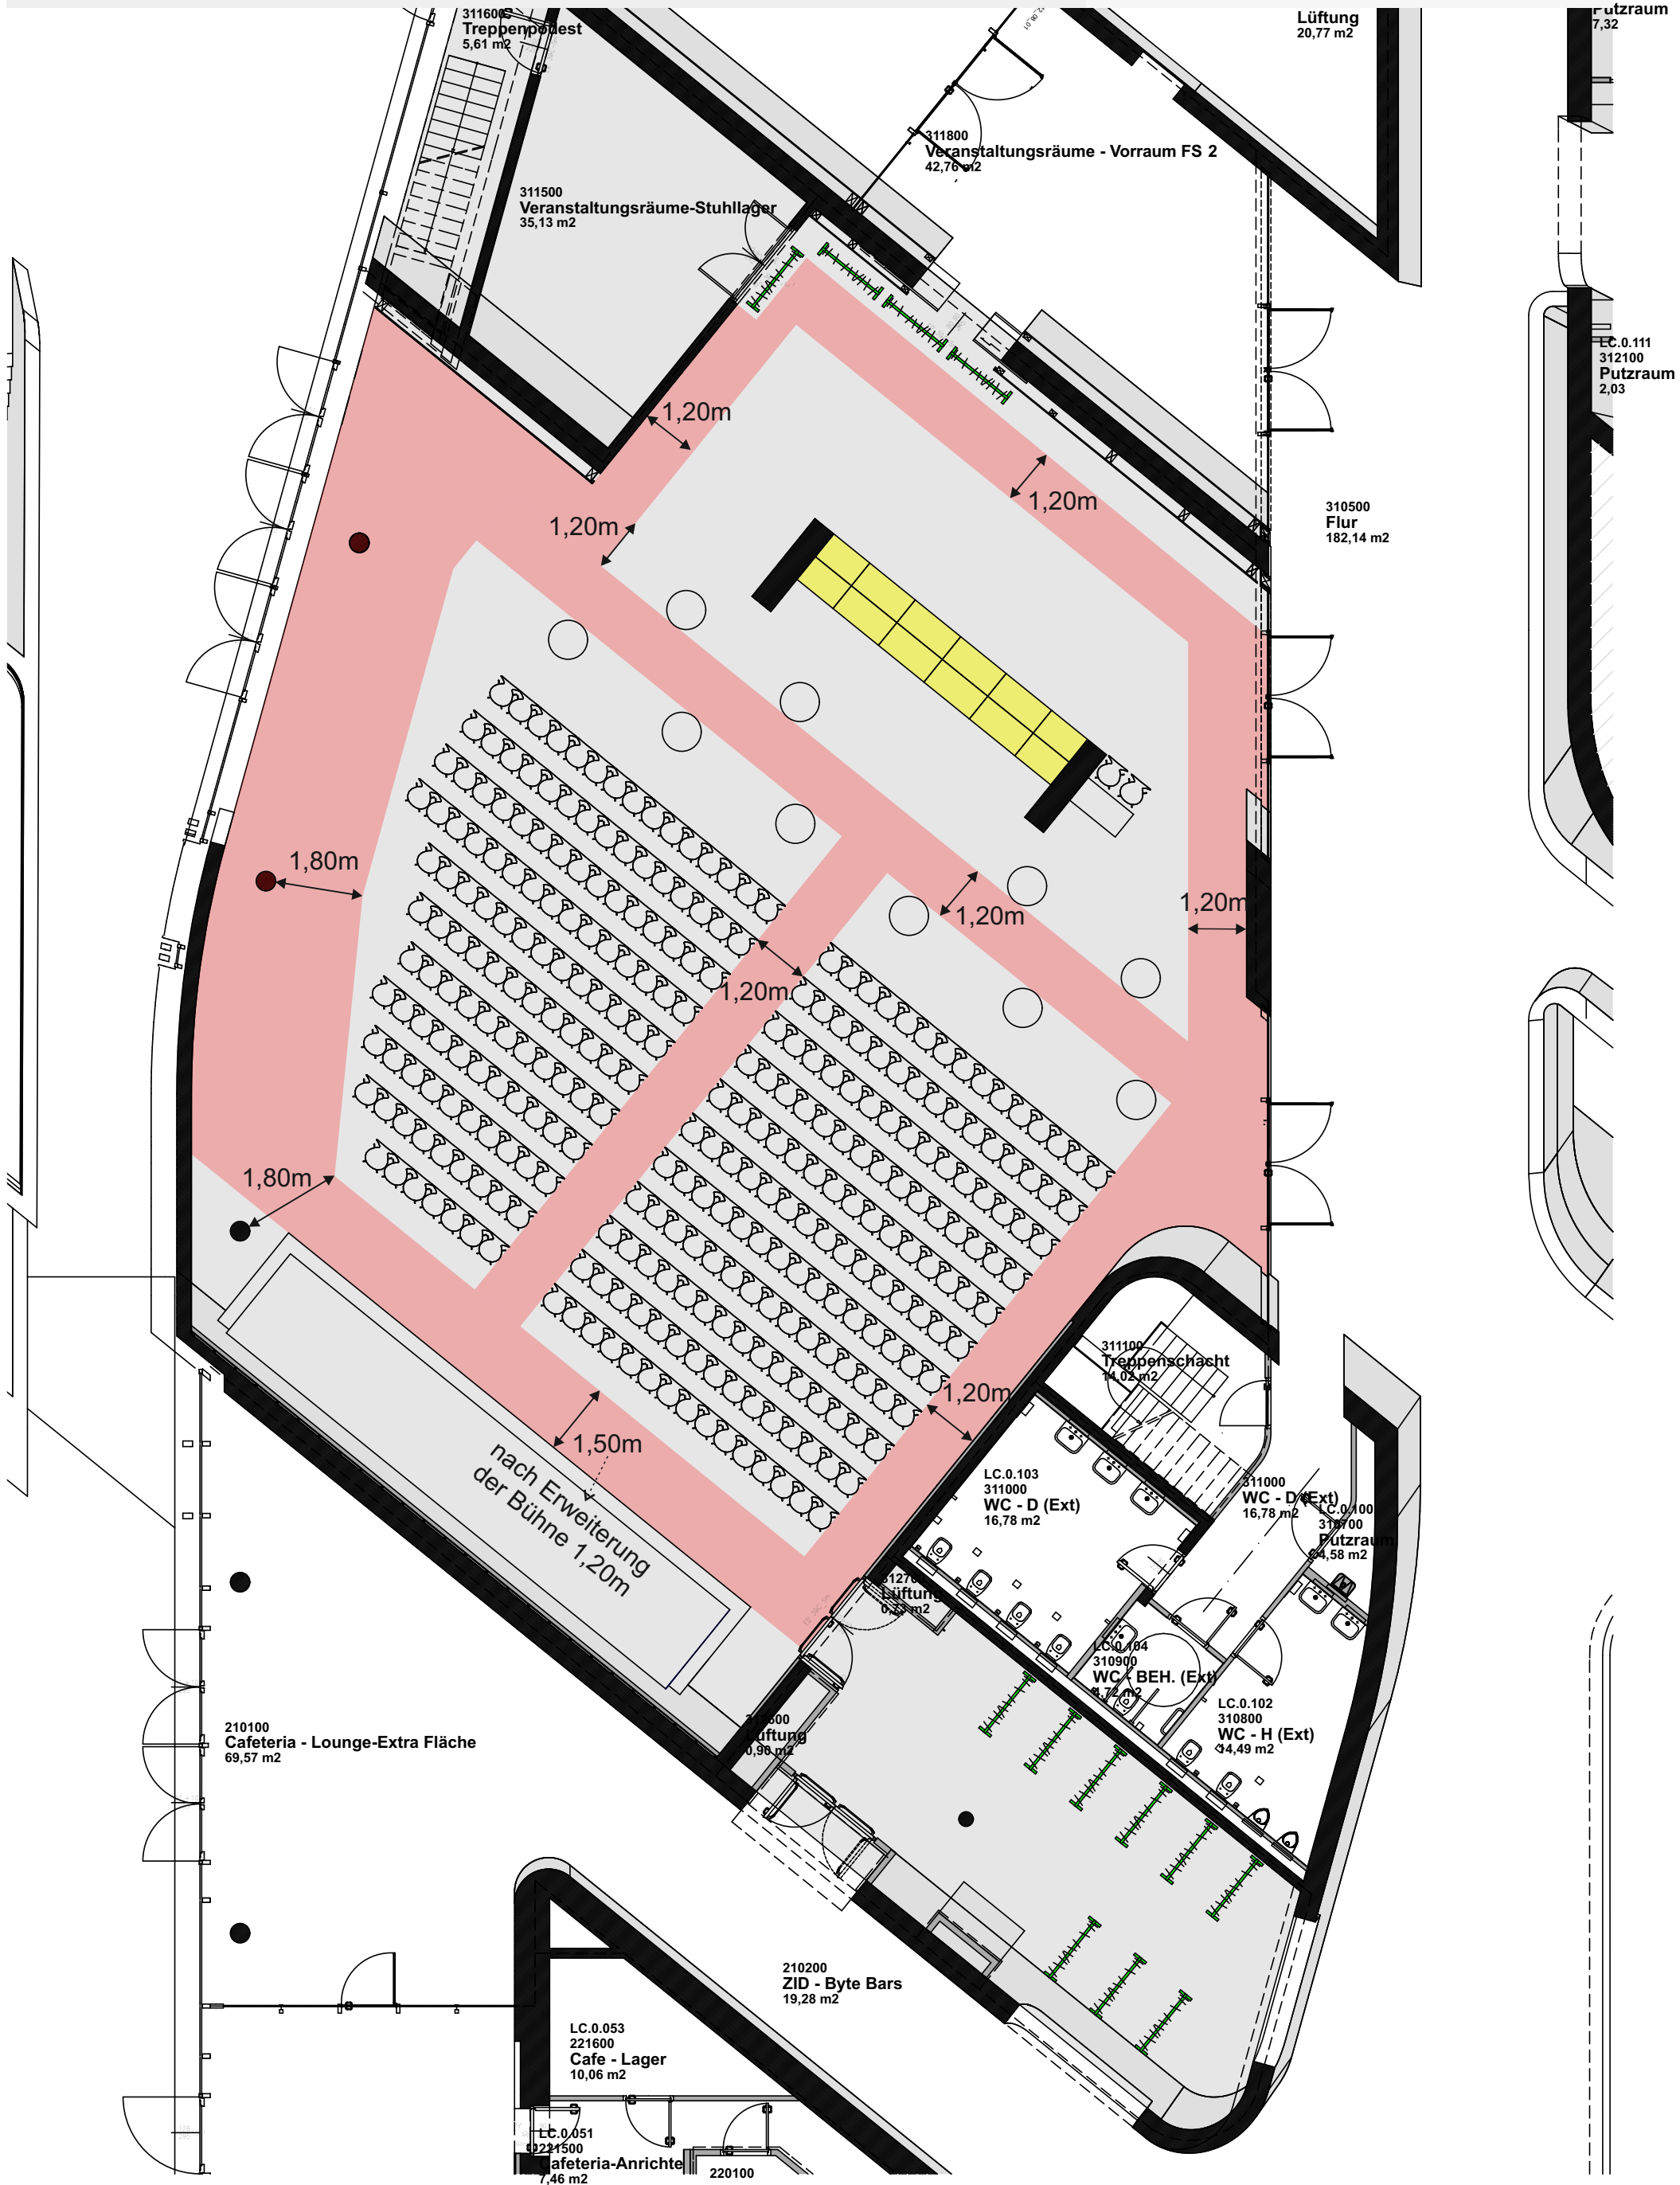 311600
Treppenpodest
5,61 m2
Lüftung
20,77 m2
Putzraum
7,32
311800
Veranstaltungsräume - Vorraum FS 2
42,76 m2
311500
Veranstaltungsräume-Stuhllager
35,13 m2
LC.0.111
312100
Putzraum
2,03
1,20m
1,20m
1,20m
310500
Flur
182,14 m2
1,80m
1,20m
1,20m
1,20m
1,80m
1,20m
1,50m
nach Erweiterung
der Bühne 1,20m
311100
Treppenschacht
14,02 m2
LC.0.103
311000
WC - D (Ext)
16,78 m2
311000
WC - D (Ext)
16,78 m2
LC.0.100
310700
Putzraum
4,58 m2
Lüftung
0,73 m2
LC.0.104
310900
WC - BEH. (Ext)
4,72 m2
LC.0.102
310800
WC - H (Ext)
14,49 m2
Lüftung
0,90 m2
210100
Cafeteria - Lounge-Extra Fläche
69,57 m2
210200
ZID - Byte Bars
19,28 m2
LC.0.053
221600
Cafe - Lager
10,06 m2
LC.0.051
221500
Cafeteria-Anrichte
7,46 m2
220100